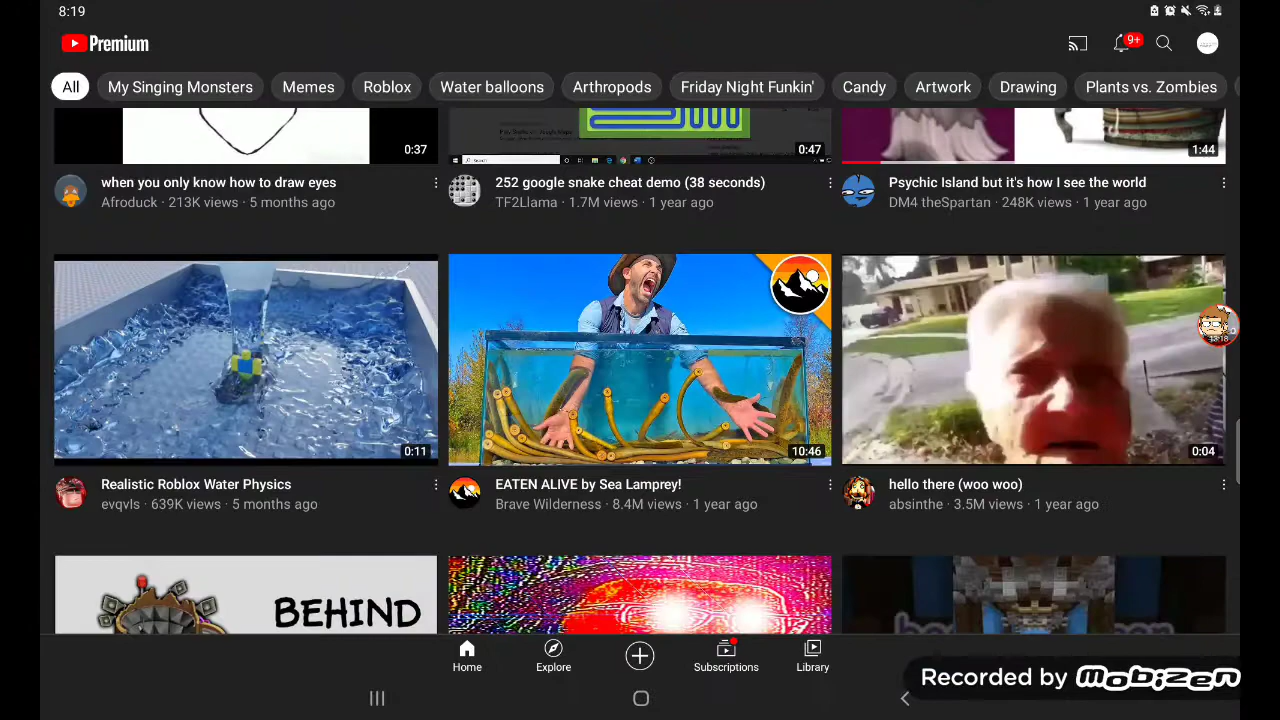 8:19
Premium
9+
All
My Singing Monsters
Memes
Roblox
Water balloons
Arthropods
Friday Night Funkin'
Candy
Artwork
Drawing
Plants vs. Zombies
0:37
0:47
1:44
when you only know how to draw eyes
Afroduck · 213K views · 5 months ago
252 google snake cheat demo (38 seconds)
TF2Llama · 1.7M views · 1 year ago
Psychic Island but it's how I see the world
DM4 theSpartan · 248K views · 1 year ago
13:18
0:11
10:46
0:04
Realistic Roblox Water Physics
evqvls · 639K views · 5 months ago
EATEN ALIVE by Sea Lamprey!
Brave Wilderness · 8.4M views · 1 year ago
hello there (woo woo)
absinthe · 3.5M views · 1 year ago
BEHIND
Home
Explore
Subscriptions
Library
Recorded by mobizen